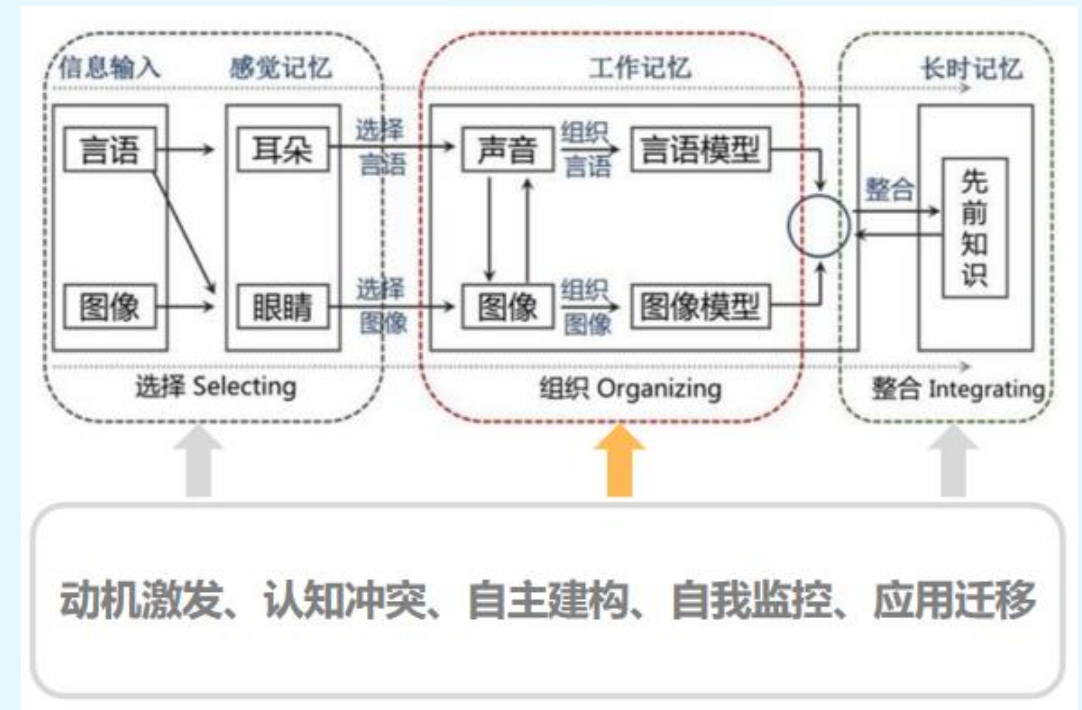 信息输入 感觉记忆 工作记忆 长时记忆
言语 耳朵 选择 言语 声音 组织 言语 言语模型
整合 先前知识
图像 眼睛 选择 图像 图像 组织 图像 图像模型
选择 Selecting 组织 Organizing 整合 Integrating
动机激发、认知冲突、自主建构、自我监控、应用迁移